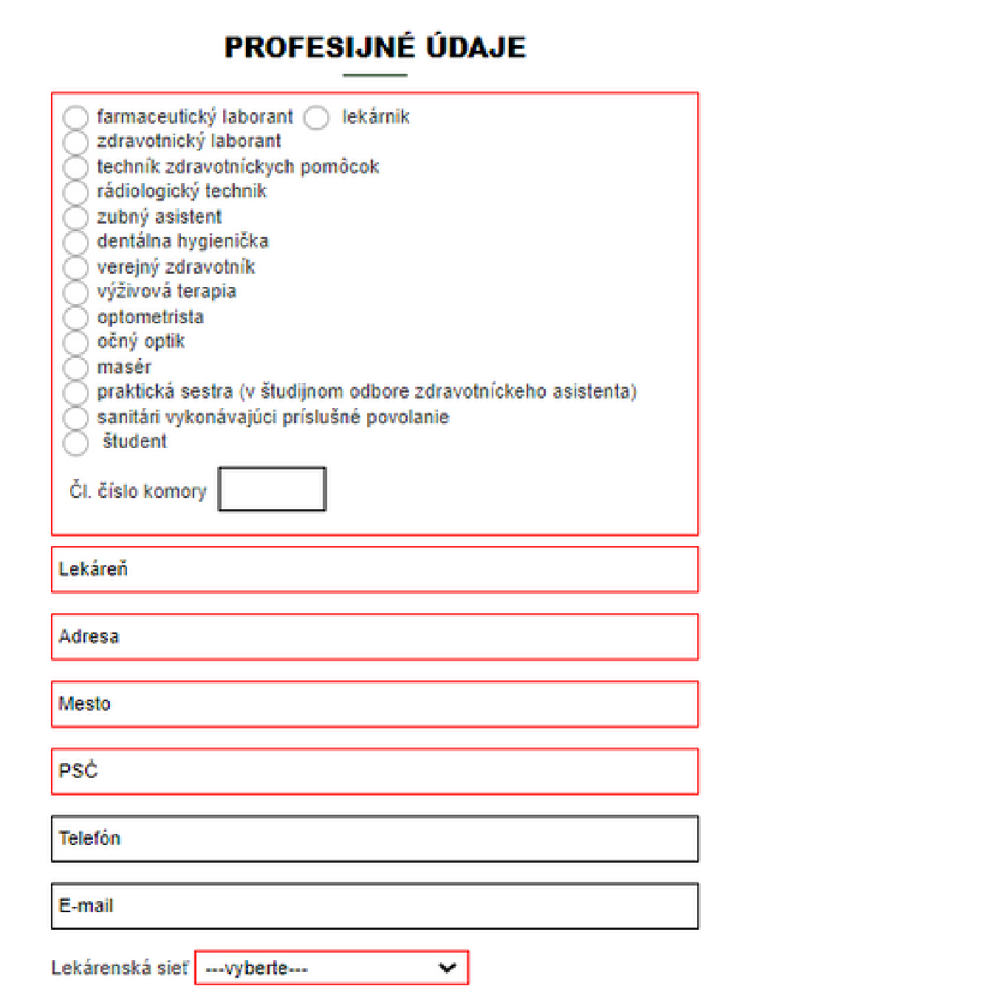 PROFESIJNÉ ÚDAJE
farmaceutický laborant lekárnik
zdravotnický laborant
technik zdravotníckych pomôcok
rádiologický technik
zubný asistent
dentálna hygienička
verejný zdravotník
výživová terapia
optometrista
očný optik
masér
praktická sestra (v študijnom odbore zdravotníckeho asistenta)
sanitári vykonávajúci príslušné povolanie
študent
Čl. číslo komory
Lekáreň
Adresa
Mesto
PSČ
Telefón
E-mail
Lekárenská sieť ---vyberte---